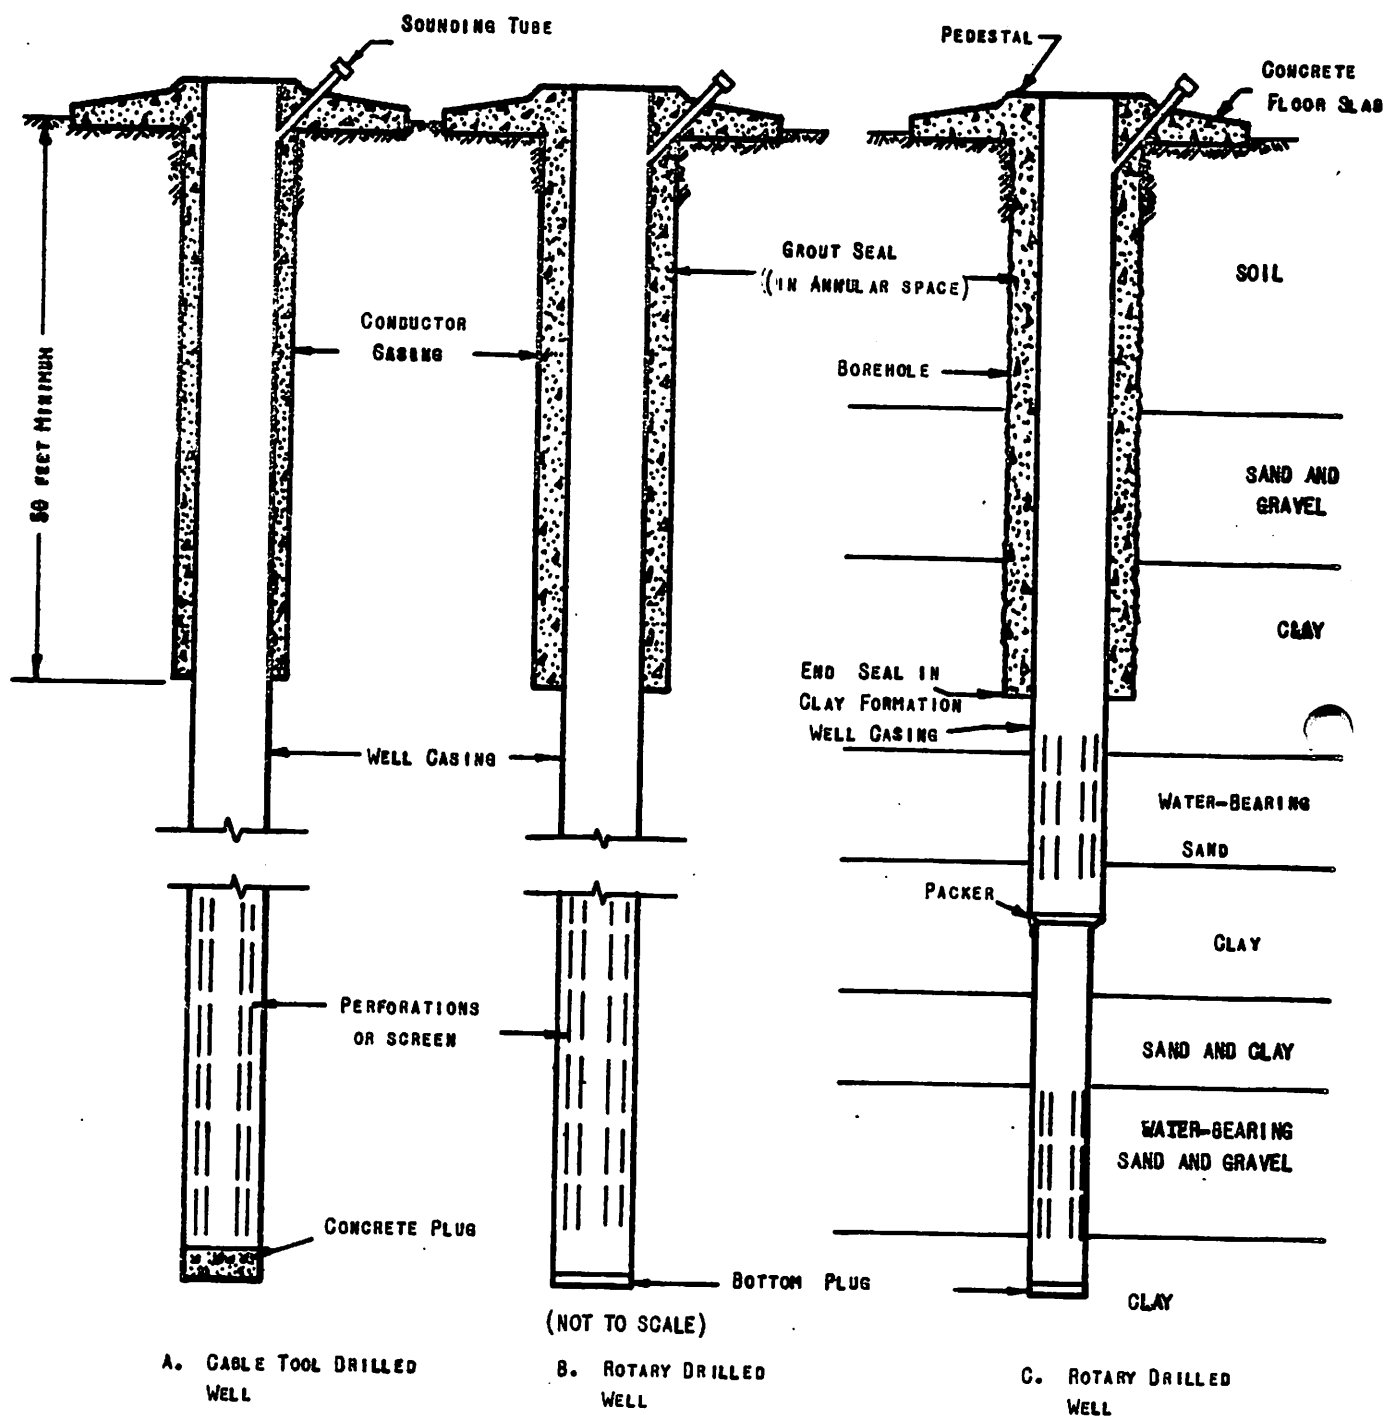 SOUNDING TUBE
PEDESTAL
CONCRETE
FLOOR SLAB
GROUT SEAL
(IN ANNULAR SPACE)
SOIL
CONDUCTOR
CASING
BOREHOLE
50 FEET MINIMUM
SAND AND
GRAVEL
CLAY
END SEAL IN
CLAY FORMATION
WELL CASING
WELL CASING
WATER-BEARING
SAND
PACKER
CLAY
PERFORATIONS
OR SCREEN
SAND AND CLAY
WATER-BEARING
SAND AND GRAVEL
CONCRETE PLUG
BOTTOM PLUG
CLAY
(NOT TO SCALE)
A. CABLE TOOL DRILLED
WELL
B. ROTARY DRILLED
WELL
C. ROTARY DRILLED
WELL